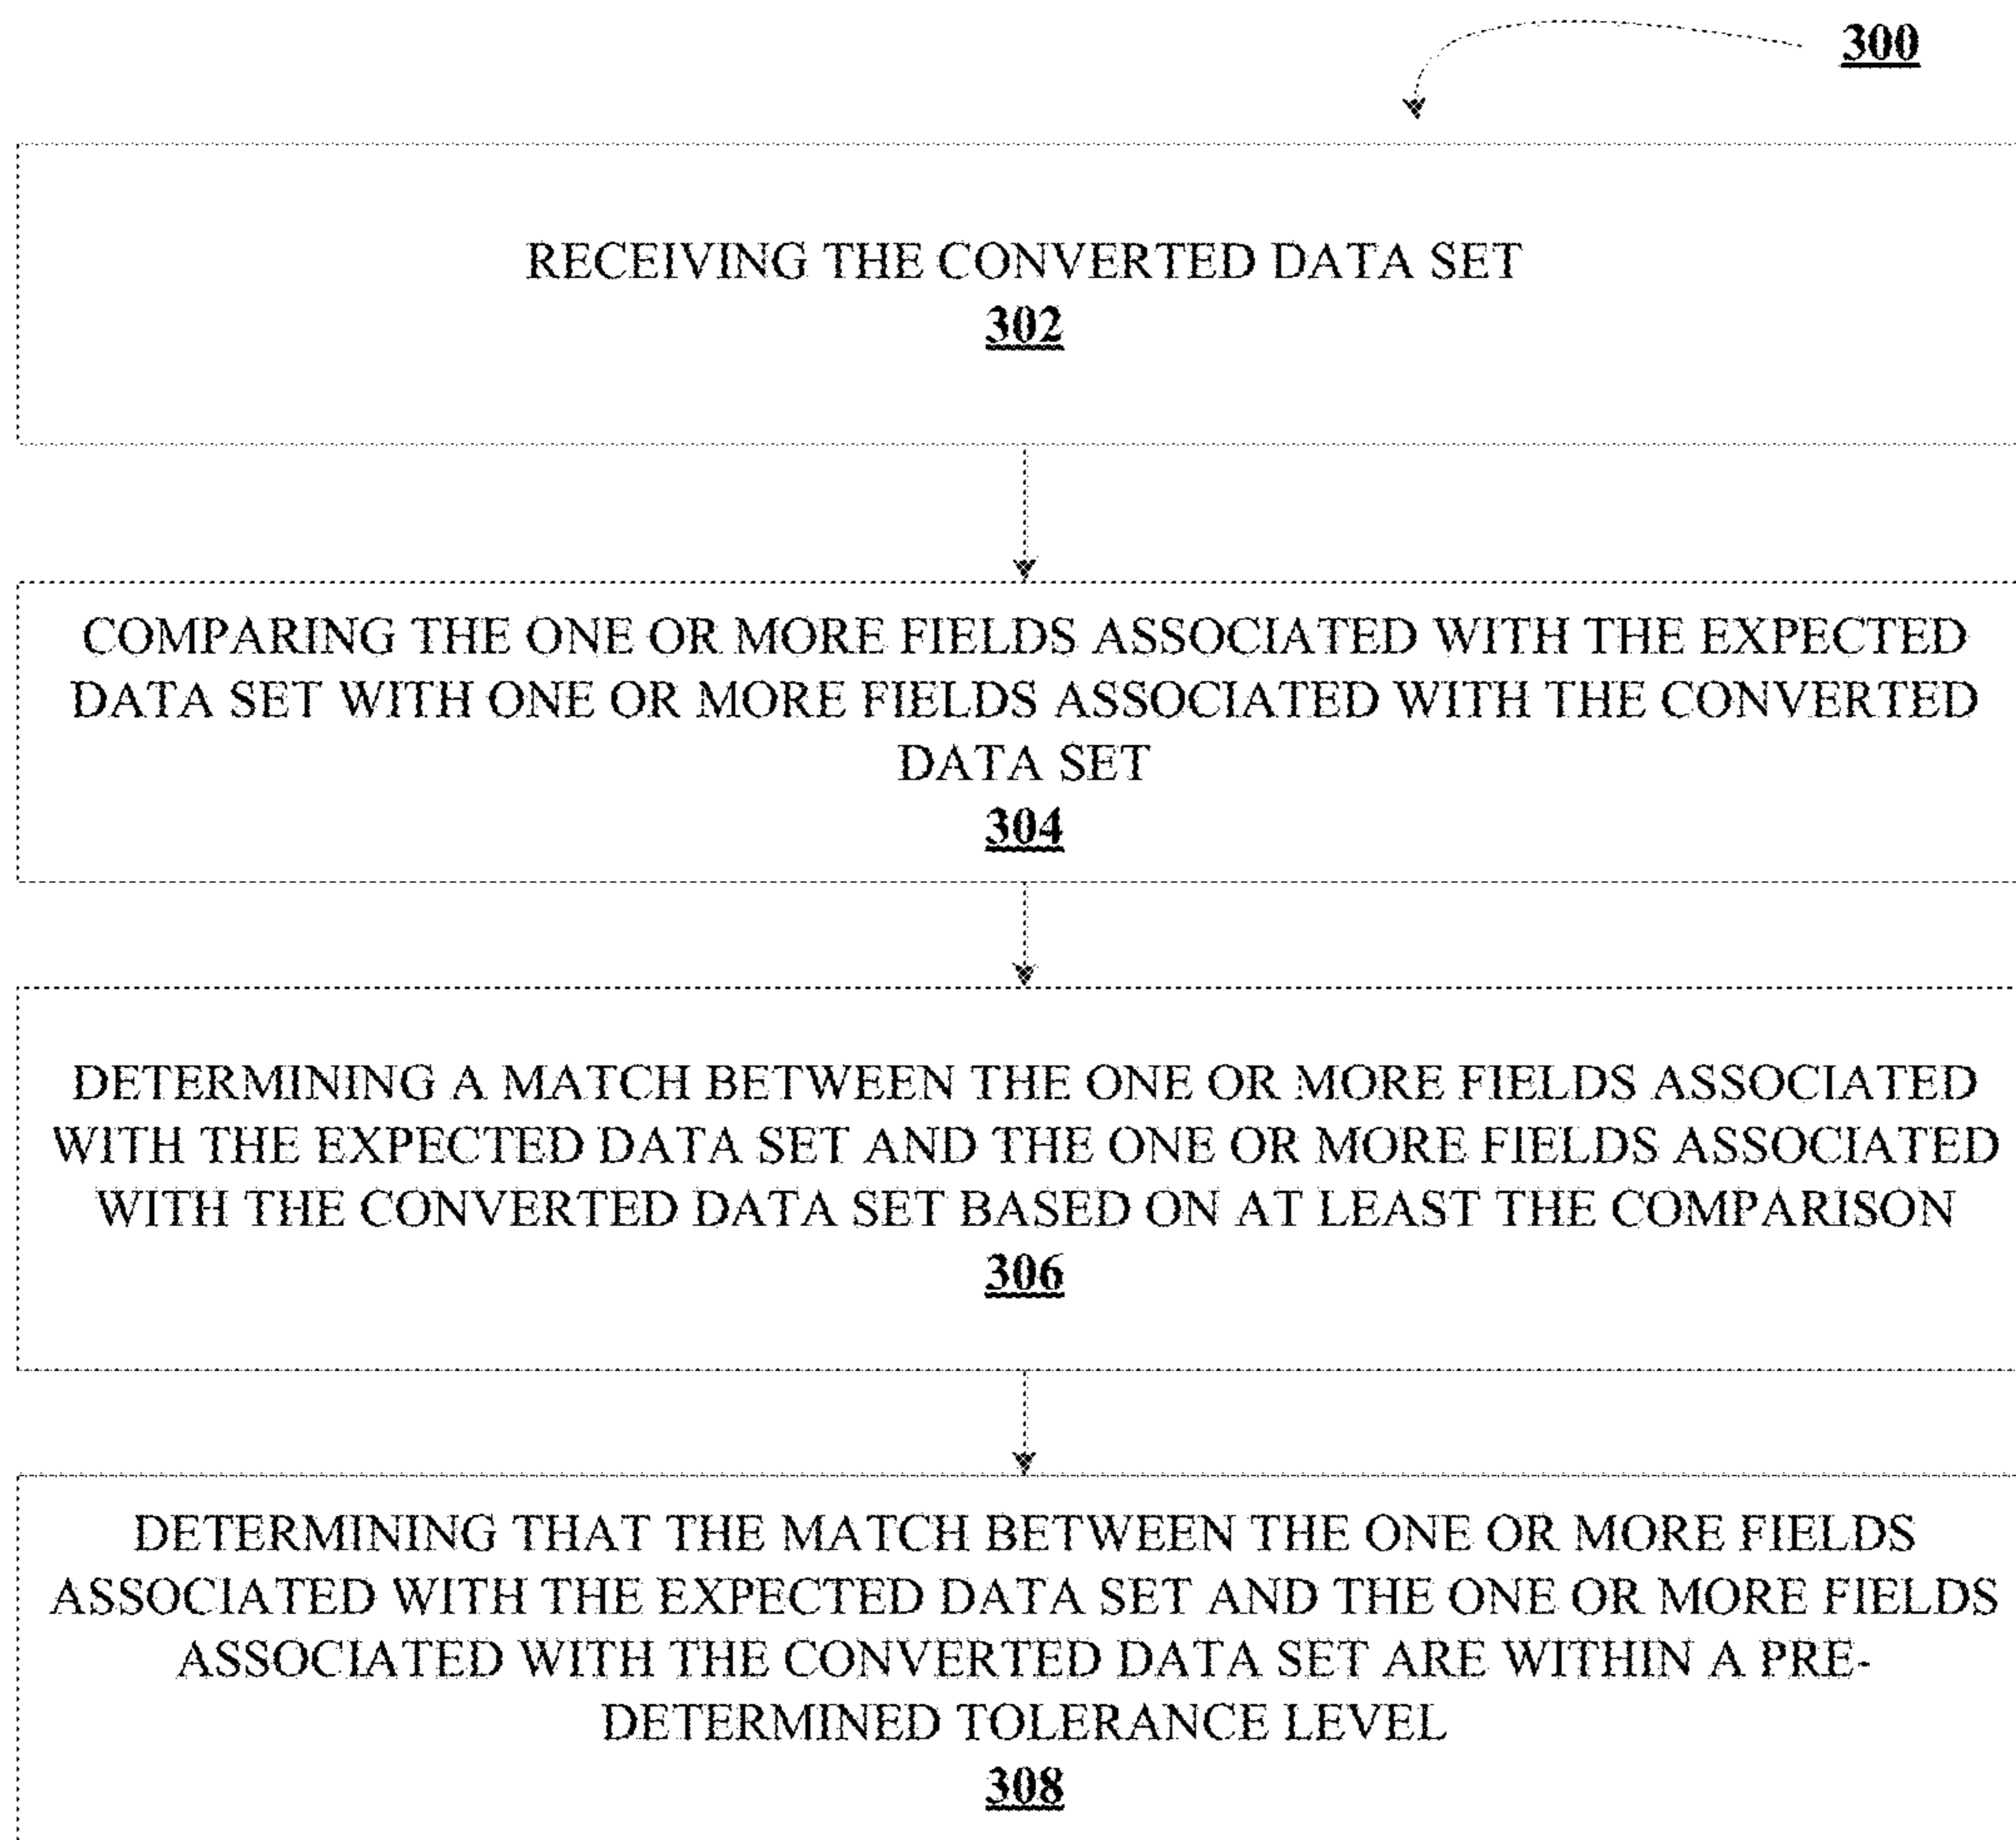 300
RECEIVING THE CONVERTED DATA SET
302
COMPARING THE ONE OR MORE FIELDS ASSOCIATED WITH THE EXPECTED
DATA SET WITH ONE OR MORE FIELDS ASSOCIATED WITH THE CONVERTED
DATA SET
304
DETERMINING A MATCH BETWEEN THE ONE OR MORE FIELDS ASSOCIATED
WITH THE EXPECTED DATA SET AND THE ONE OR MORE FIELDS ASSOCIATED
WITH THE CONVERTED DATA SET BASED ON AT LEAST THE COMPARISON
306
DETERMINING THAT THE MATCH BETWEEN THE ONE OR MORE FIELDS
ASSOCIATED WITH THE EXPECTED DATA SET AND THE ONE OR MORE FIELDS
ASSOCIATED WITH THE CONVERTED DATA SET ARE WITHIN A PRE-
DETERMINED TOLERANCE LEVEL
308